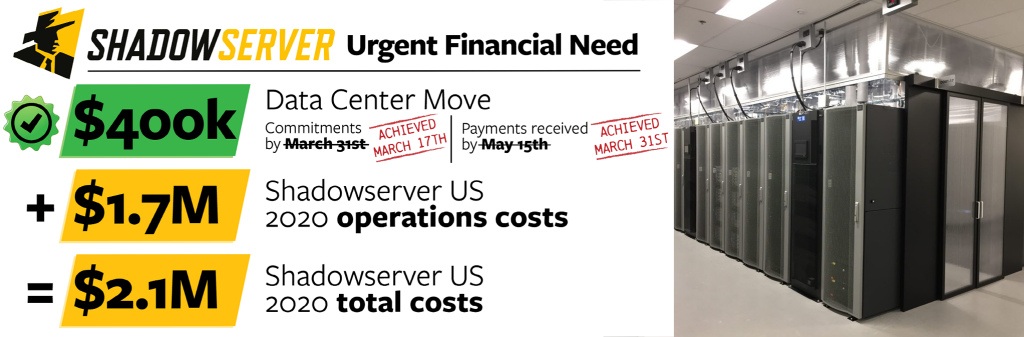 SHADOWSERVER Urgent Financial Need
$400k
Data Center Move
Commitments
by March 31st
ACHIEVED
MARCH 17TH
Payments received
by May 15th
ACHIEVED
MARCH 31ST
+ $1.7M
Shadowserver US
2020 operations costs
= $2.1M
Shadowserver US
2020 total costs